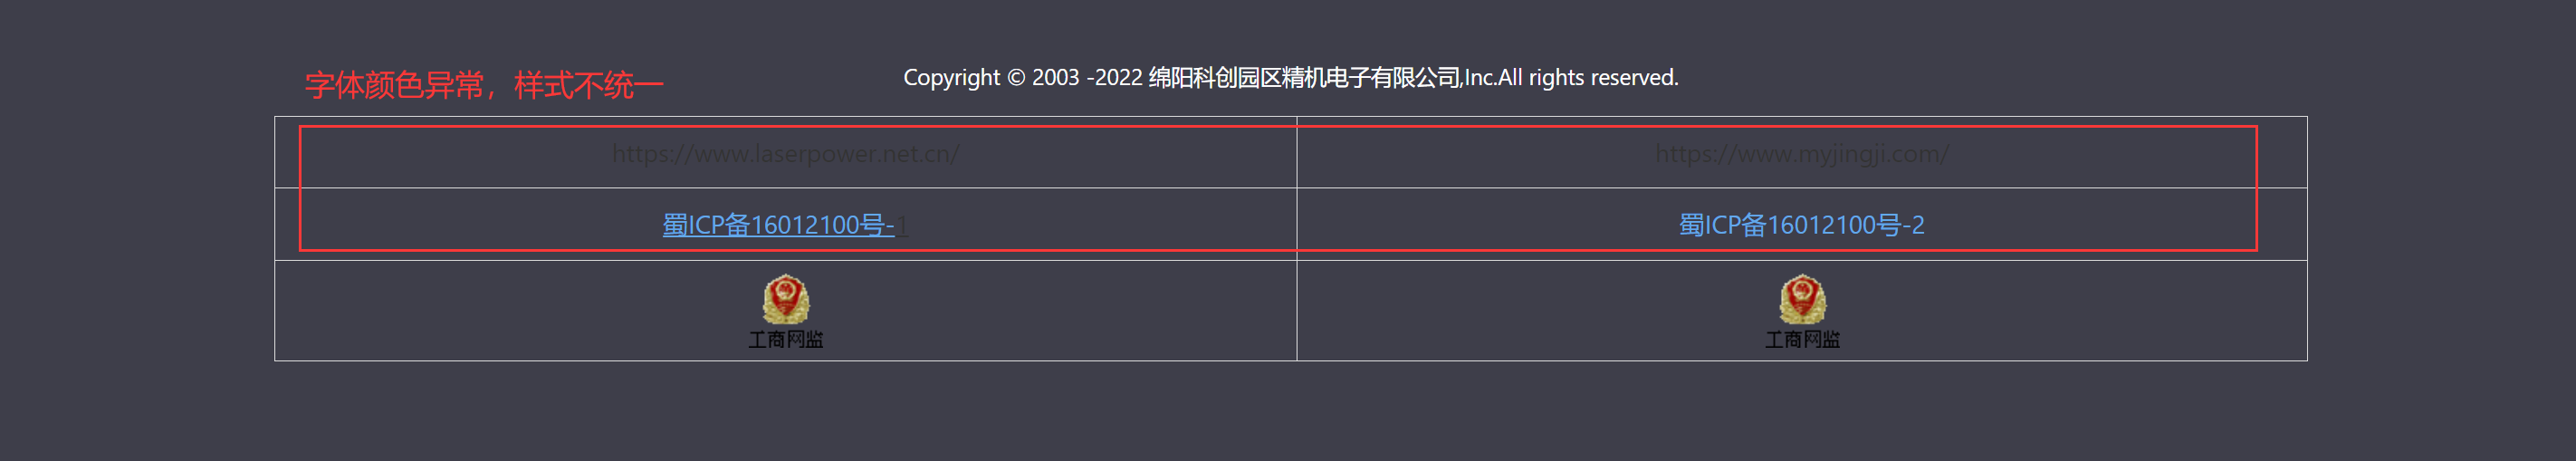 字体颜色异常，样式不统一
Copyright © 2003 -2022 绵阳科创园区精机电子有限公司,Inc.All rights reserved.
https://www.laserpower.net.cn/
https://www.myjingji.com/
蜀ICP备16012100号-1
蜀ICP备16012100号-2
工商网监
工商网监